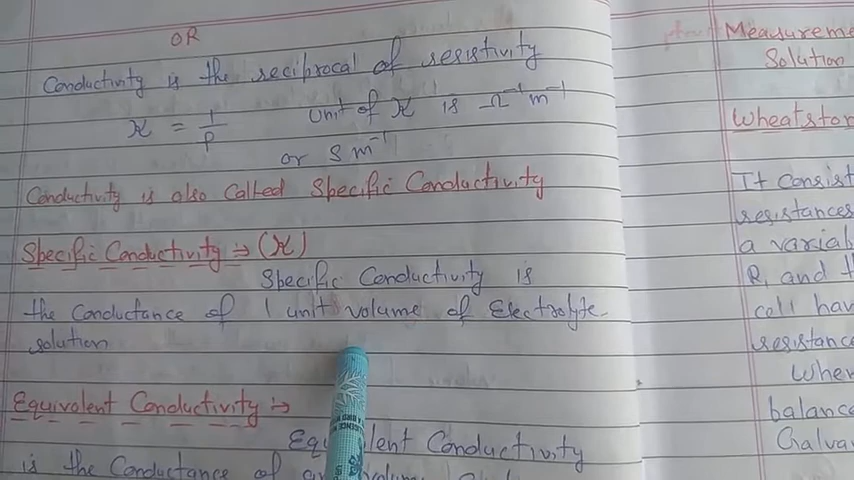 OR
Conductivity is the reciprocal of resistivity
ϰ = 1/ρ unit of ϰ is Ω⁻¹m⁻¹
or S m⁻¹
Conductivity is also Called Specific Conductivity
Specific Conductivity ⇒ (ϰ)
Specific Conductivity is
the Conductance of 1 unit volume of Electrolyte
solution
Equivalent Conductivity ⇒
Conductivity
is the Conductance of
Measureme
Solution
Wheatstor
It consist
resistances
a variab
R, and t
cell hav
resistance
Wher
balance
Galva